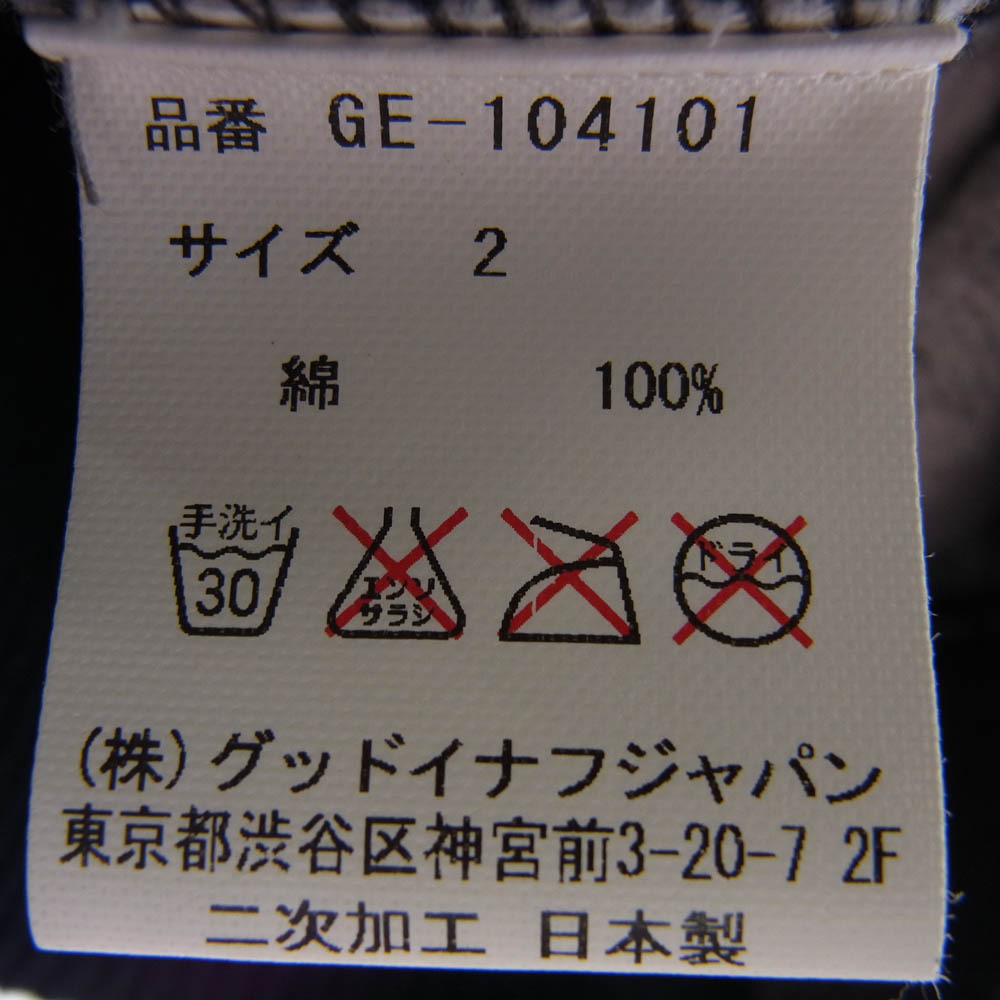 品番 GE-104101
サイズ 2
綿 100%
手洗イ
30
エンソ
サラシ
ドライ
(株)グッドイナフジャパン
東京都渋谷区神宮前3-20-7 2F
二次加工 日本製